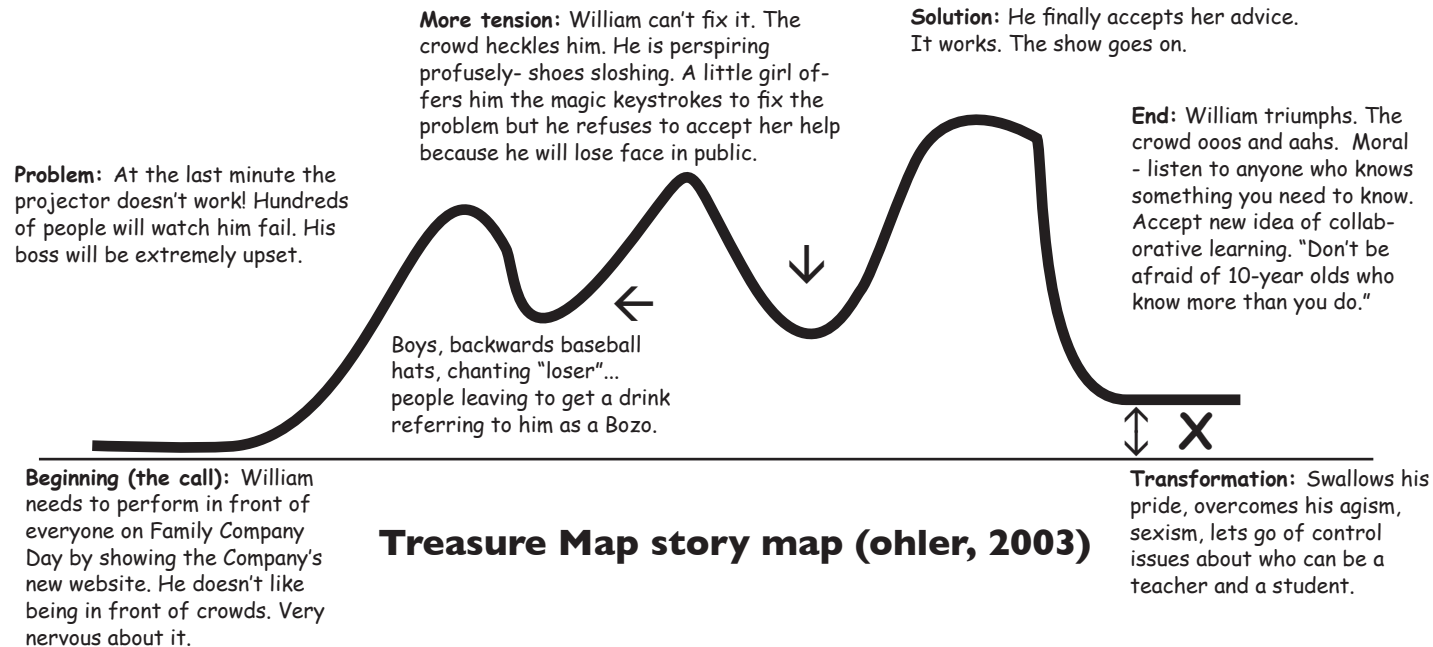 More tension: William can't fix it. The
crowd heckles him. He is perspiring
profusely- shoes sloshing. A little girl of-
fers him the magic keystrokes to fix the
problem but he refuses to accept her help
because he will lose face in public.
Solution: He finally accepts her advice.
It works. The show goes on.
End: William triumphs. The
crowd ooos and aahs. Moral
- listen to anyone who knows
something you need to know.
Accept new idea of collab-
orative learning. "Don't be
afraid of 10-year olds who
know more than you do."
Problem: At the last minute the
projector doesn't work! Hundreds
of people will watch him fail. His
boss will be extremely upset.
Boys, backwards baseball
hats, chanting "loser"...
people leaving to get a drink
referring to him as a Bozo.
X
Beginning (the call): William
needs to perform in front of
everyone on Family Company
Day by showing the Company's
new website. He doesn't like
being in front of crowds. Very
nervous about it.
Treasure Map story map (ohler, 2003)
Transformation: Swallows his
pride, overcomes his agism,
sexism, lets go of control
issues about who can be a
teacher and a student.